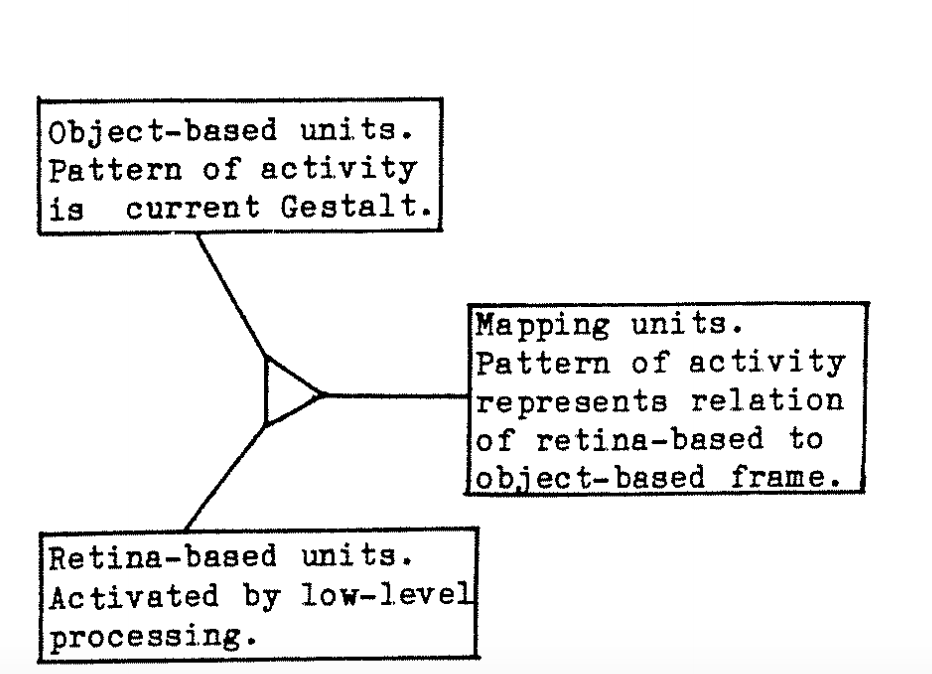 Object-based units.
Pattern of activity
is current Gestalt.
Mapping units.
Pattern of activity
represents relation
of retina-based to
object-based frame.
Retina-based units.
Activated by low-level
processing.